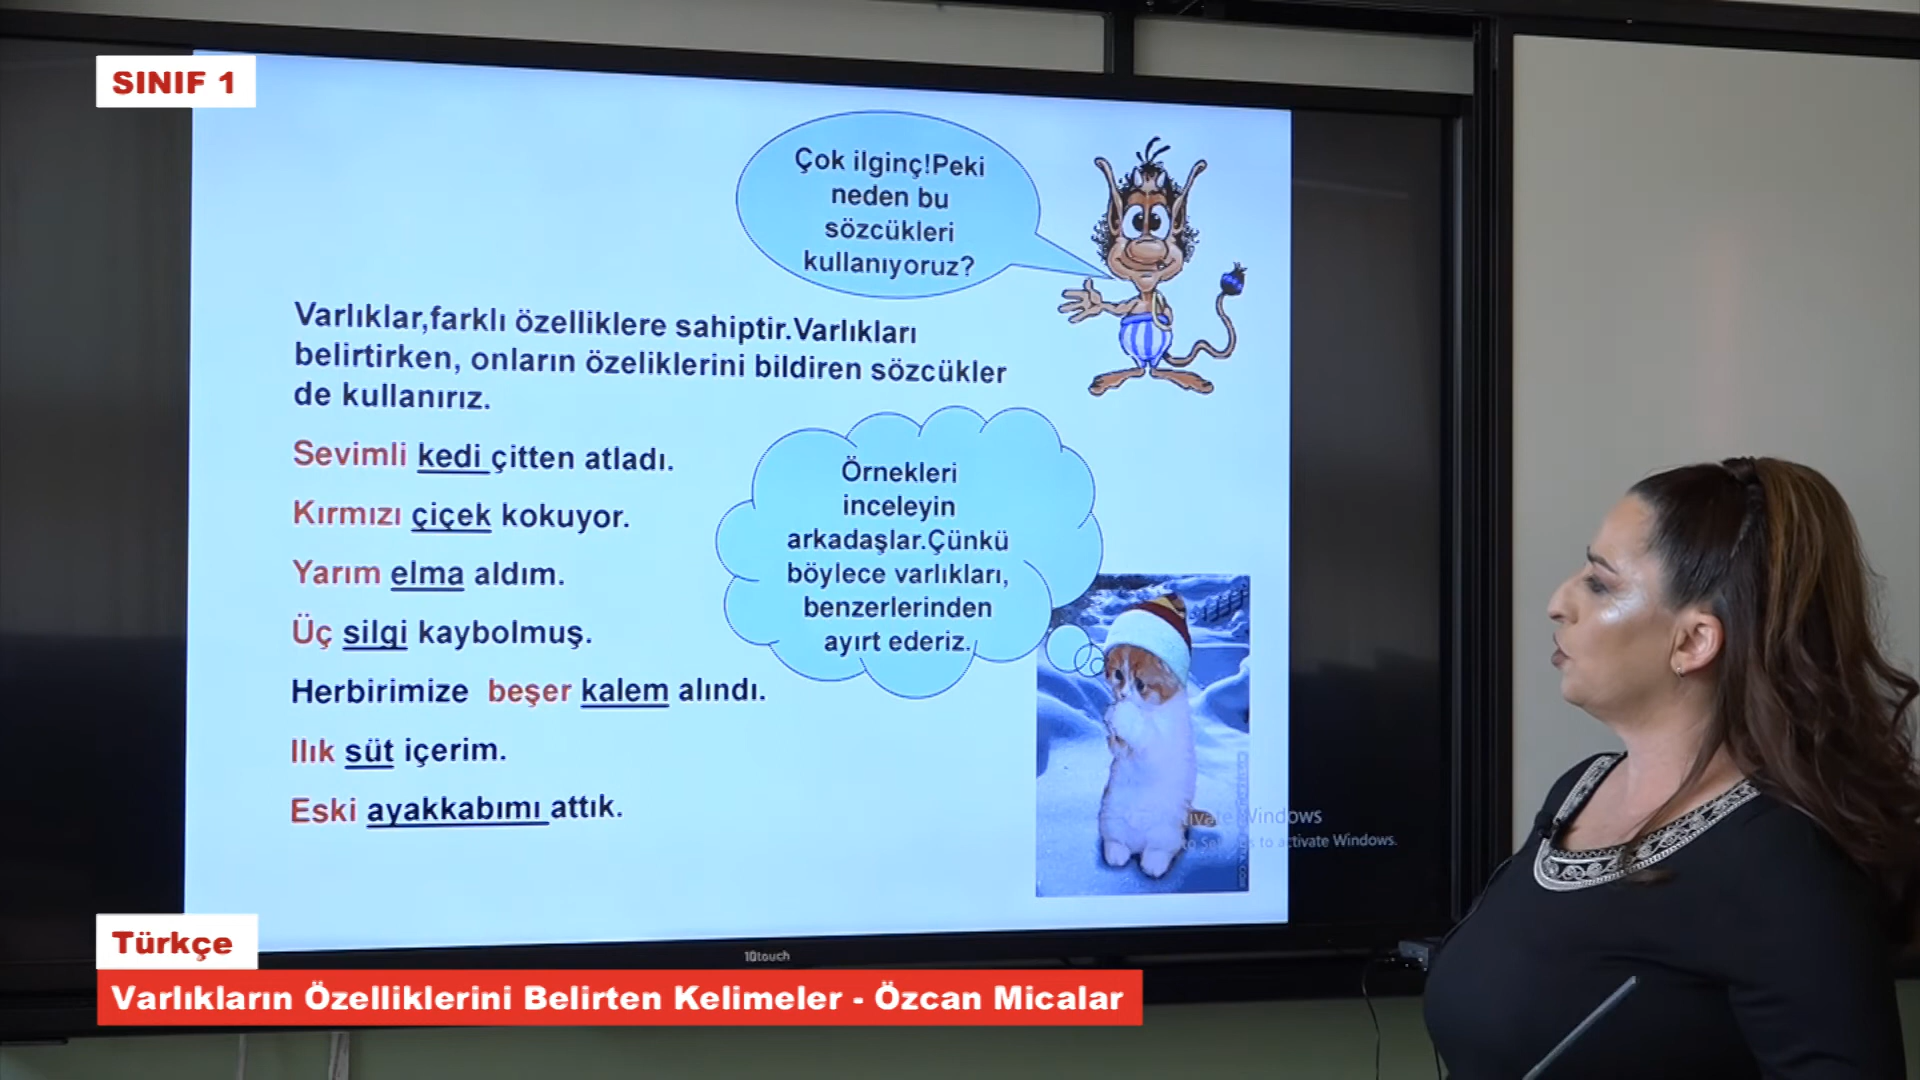 SINIF 1
Çok ilginç!Peki
neden bu
sözcükleri
kullanıyoruz?
Varlıklar,farklı özelliklere sahiptir.Varlıkları
belirtirken, onların özeliklerini bildiren sözcükler
de kullanırız.
Sevimli kedi çitten atladı.
Kırmızı çiçek kokuyor.
Yarım elma aldım.
Üç silgi kaybolmuş.
Herbirimize beşer kalem alındı.
Ilık süt içerim.
Eski ayakkabımı attık.
Örnekleri
inceleyin
arkadaşlar.Çünkü
böylece varlıkları,
benzerlerinden
ayırt ederiz.
Windows
to activate Windows.
10touch
Türkçe
Varlıkların Özelliklerini Belirten Kelimeler - Özcan Micalar